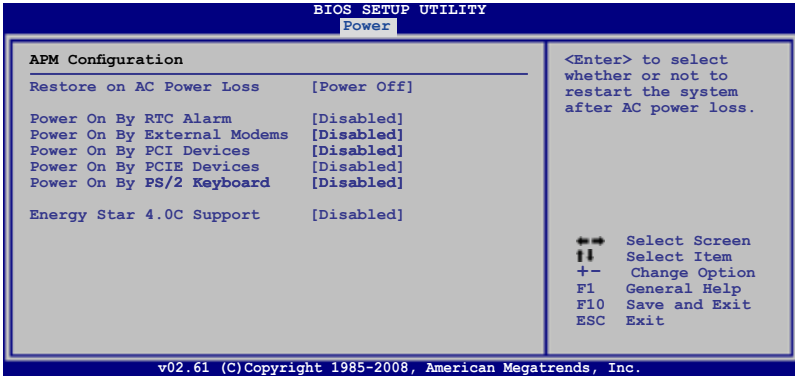 BIOS SETUP UTILITY
Power
APM Configuration
Restore on AC Power Loss [Power Off]
Power On By RTC Alarm [Disabled]
Power On By External Modems [Disabled]
Power On By PCI Devices [Disabled]
Power On By PCIE Devices [Disabled]
Power On By PS/2 Keyboard [Disabled]
Energy Star 4.0C Support [Disabled]
<Enter> to select
whether or not to
restart the system
after AC power loss.
←→ Select Screen
↑↓ Select Item
+- Change Option
F1 General Help
F10 Save and Exit
ESC Exit
v02.61 (C)Copyright 1985-2008, American Megatrends, Inc.